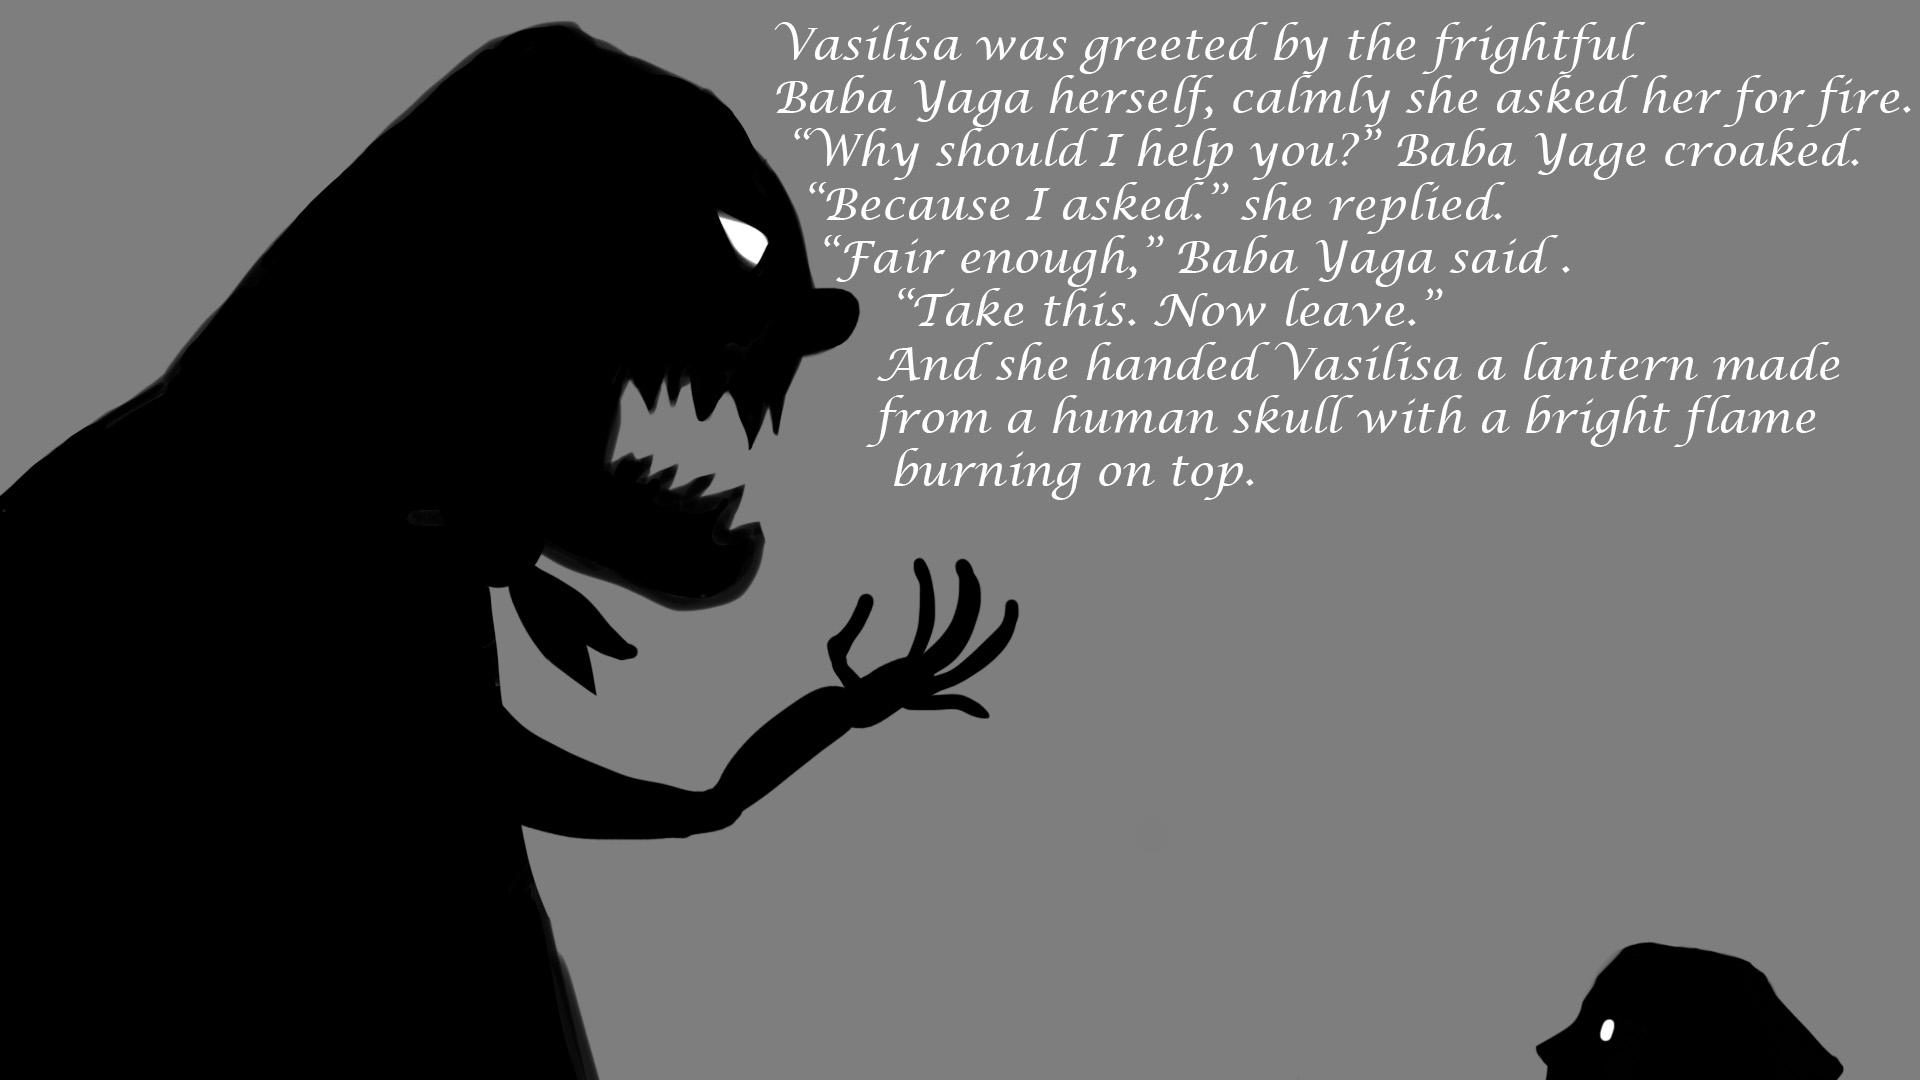 Vasilisa was greeted by the frightful
Baba Yaga herself, calmly she asked her for fire.
“Why should I help you?” Baba Yage croaked.
“Because I asked.” she replied.
“Fair enough,” Baba Yaga said .
“Take this. Now leave.”
And she handed Vasilisa a lantern made
from a human skull with a bright flame
burning on top.